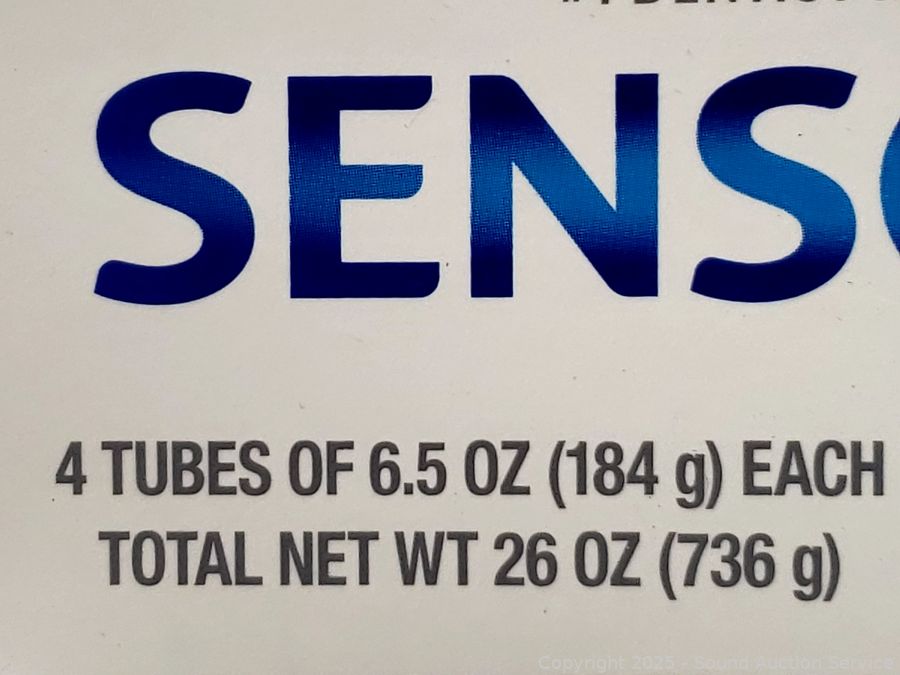 SENS
4 TUBES OF 6.5 OZ (184 g) EACH
TOTAL NET WT 26 OZ (736 g)
Copyright 2025 - Sound Auction Service